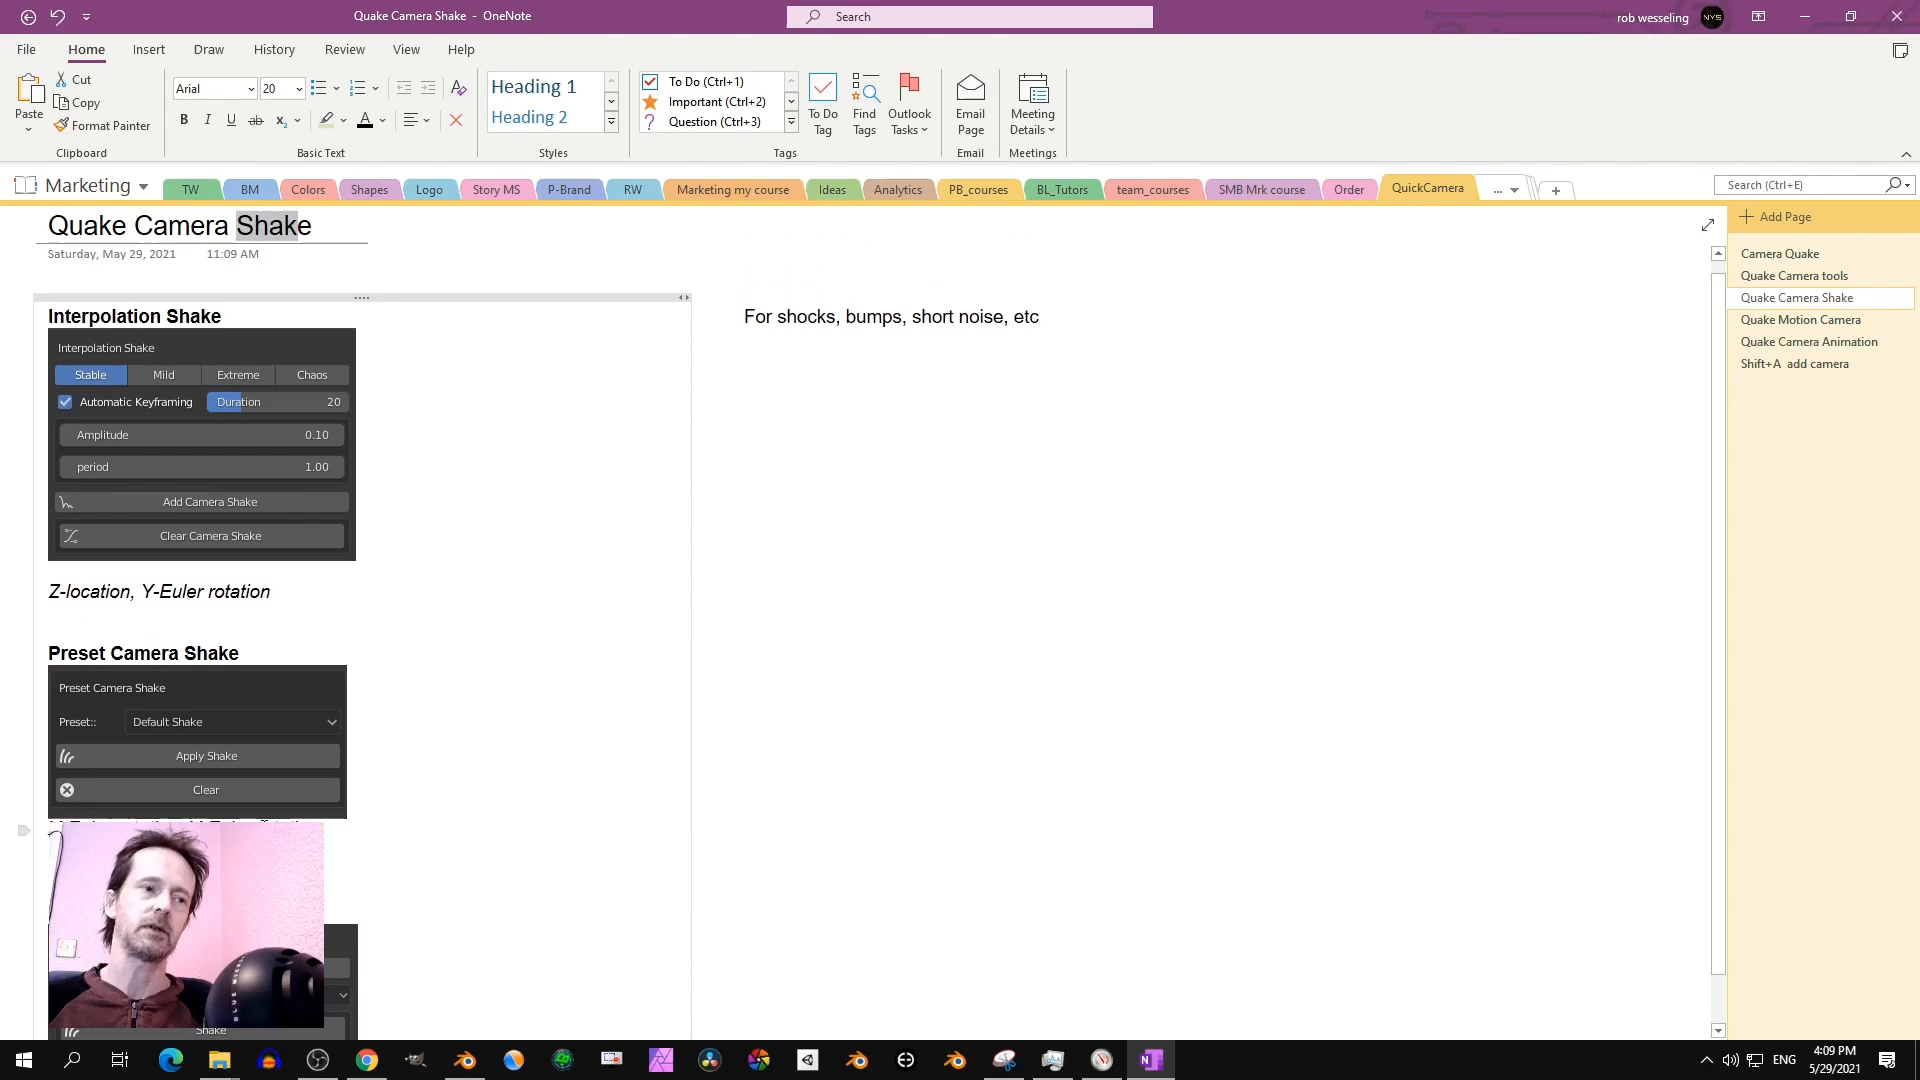 Quake Camera Shake - OneNote
Search
rob wesseling
NYS
File Home Insert Draw History Review View Help
Paste
Cut
Copy
Format Painter
Clipboard
Arial 20
Basic Text
Heading 1
Heading 2
Styles
To Do (Ctrl+1)
Important (Ctrl+2)
Question (Ctrl+3)
To Do Tag
Find Tags
Outlook Tasks
Tags
Email Page
Email
Meeting Details
Meetings
Marketing
TW BM Colors Shapes Logo Story MS P-Brand RW Marketing my course Ideas Analytics PB_courses BL_Tutors team_courses SMB Mrk course Order QuickCamera ...
Search (Ctrl+E)
Quake Camera Shake
Saturday, May 29, 2021 11:09 AM
Add Page
Camera Quake
Quake Camera tools
Quake Camera Shake
Quake Motion Camera
Quake Camera Animation
Shift+A add camera
Interpolation Shake
Interpolation Shake
Stable Mild Extreme Chaos
Automatic Keyframing Duration 20
Amplitude 0.10
period 1.00
Add Camera Shake
Clear Camera Shake
Z-location, Y-Euler rotation
For shocks, bumps, short noise, etc
Preset Camera Shake
Preset Camera Shake
Preset:: Default Shake
Apply Shake
Clear
BLUE
Shake
ENG
4:09 PM
5/29/2021